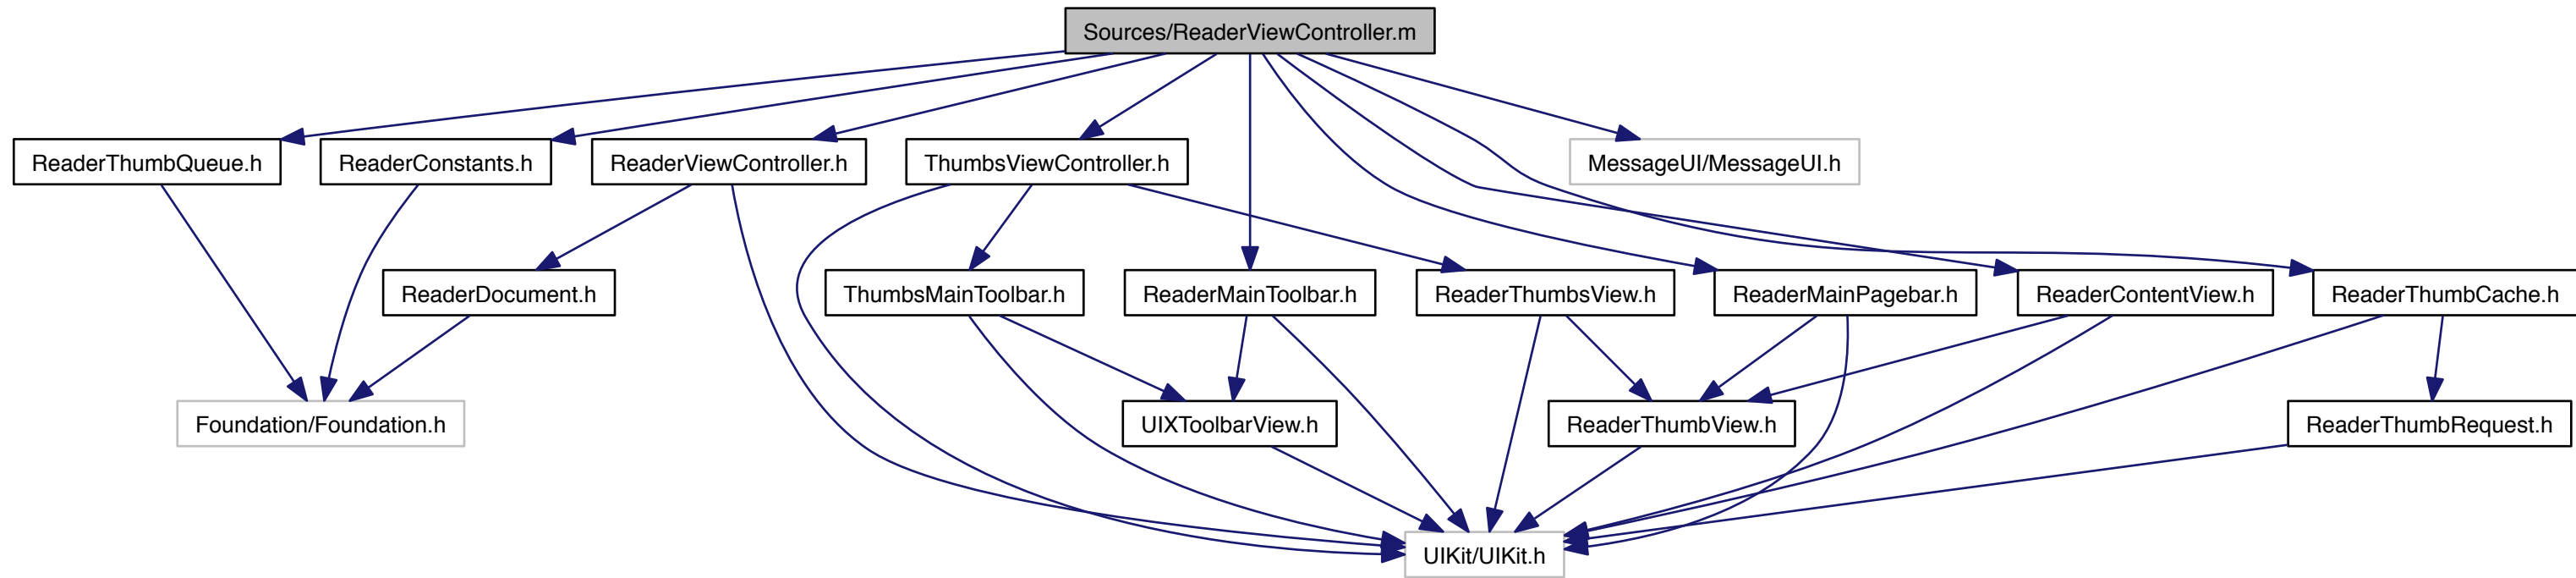 Sources/ReaderViewController.m
ReaderThumbQueue.h
ReaderConstants.h
ReaderViewController.h
ThumbsViewController.h
MessageUI/MessageUI.h
ReaderDocument.h
ThumbsMainToolbar.h
ReaderMainToolbar.h
ReaderThumbsView.h
ReaderMainPagebar.h
ReaderContentView.h
ReaderThumbCache.h
Foundation/Foundation.h
UIXToolbarView.h
ReaderThumbView.h
ReaderThumbRequest.h
UIKit/UIKit.h